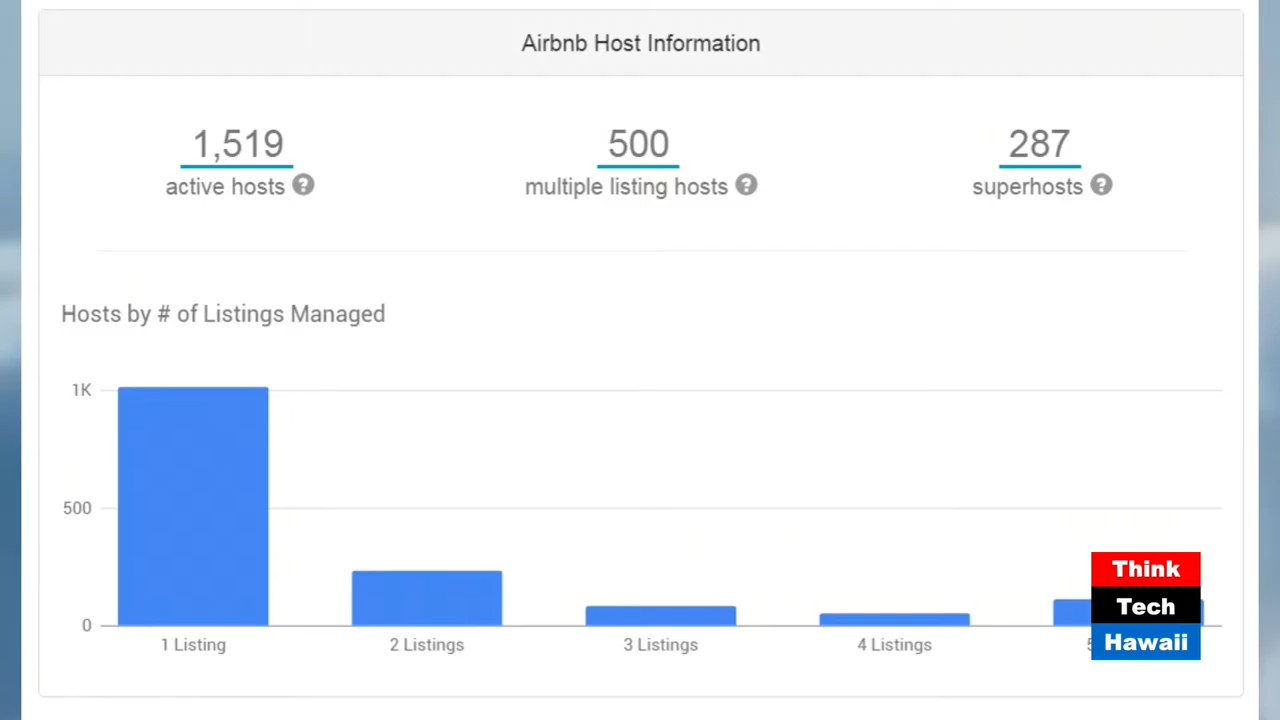 Airbnb Host Information
1,519
500
287
active hosts ?
multiple listing hosts ?
superhosts ?
Hosts by # of Listings Managed
1K
500
0
1 Listing
2 Listings
3 Listings
4 Listings
Think
Tech
Hawaii